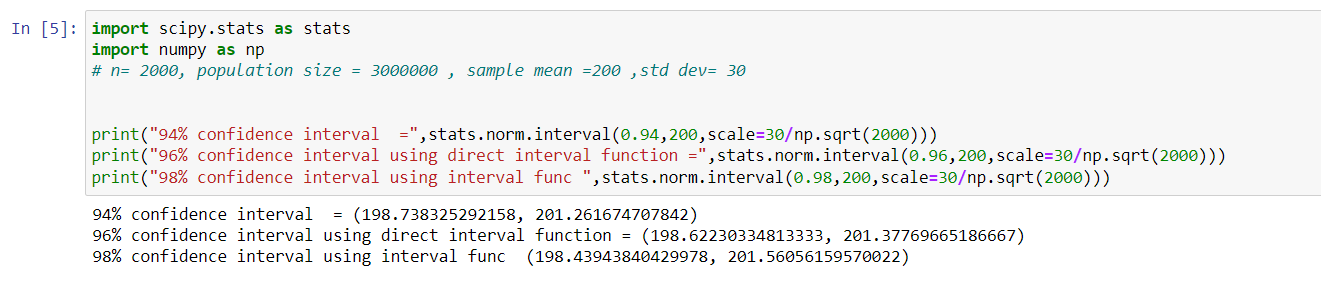 In [5]: import scipy.stats as stats
import numpy as np
# n= 2000, population size = 3000000 , sample mean =200 ,std dev= 30
print("94% confidence interval  =",stats.norm.interval(0.94,200,scale=30/np.sqrt(2000)))
print("96% confidence interval using direct interval function =",stats.norm.interval(0.96,200,scale=30/np.sqrt(2000)))
print("98% confidence interval using interval func ",stats.norm.interval(0.98,200,scale=30/np.sqrt(2000)))
94% confidence interval  = (198.738325292158, 201.261674707842)
96% confidence interval using direct interval function = (198.62230334813333, 201.37769665186667)
98% confidence interval using interval func  (198.43943840429978, 201.56056159570022)